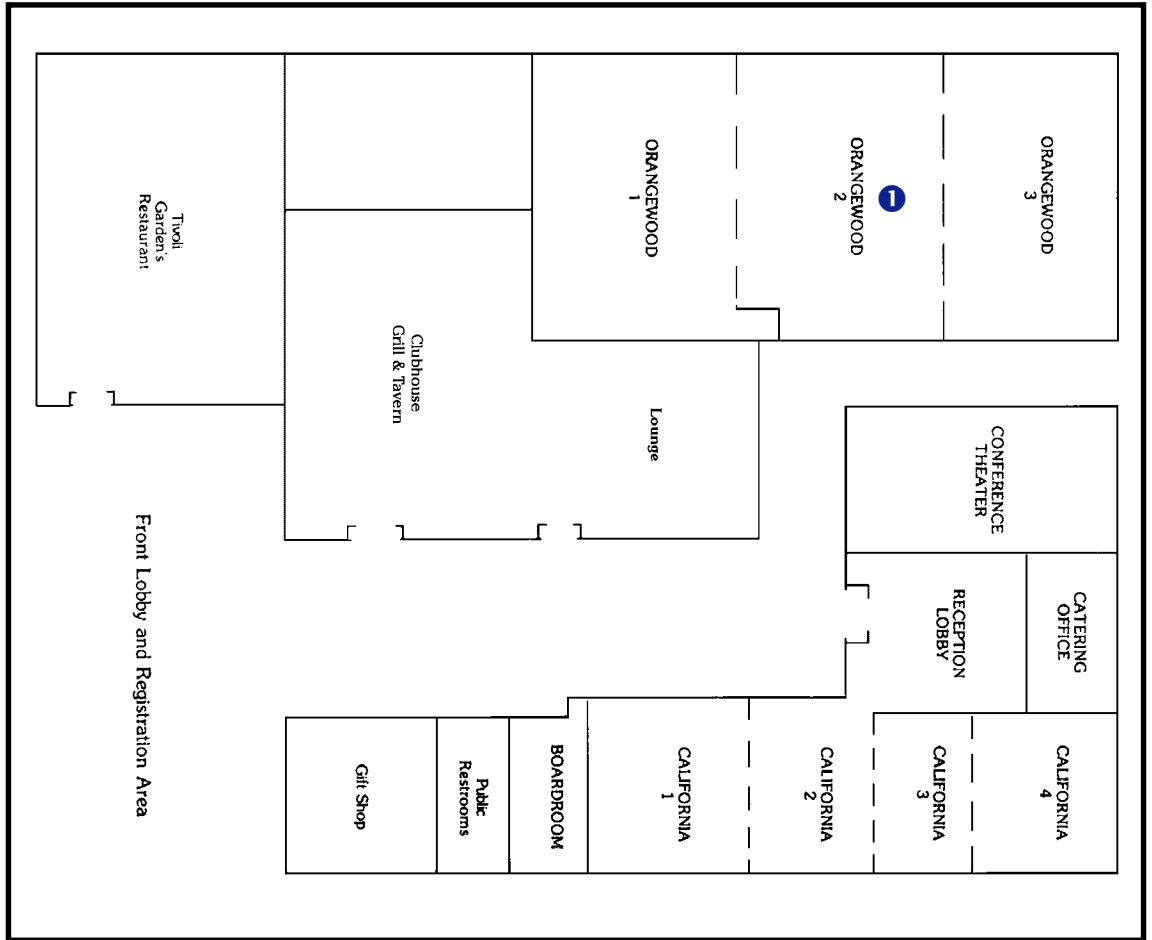 ORANGEWOOD
3
ORANGEWOOD
2
1
ORANGEWOOD
1
Tivoli
Garden's
Restaurant
Clubhouse
Grill & Tavern
Lounge
CONFERENCE
THEATER
CATERING
OFFICE
RECEPTION
LOBBY
Front Lobby and Registration Area
Gift Shop
Public
Restrooms
BOARDROOM
CALIFORNIA
1
CALIFORNIA
2
CALIFORNIA
3
CALIFORNIA
4